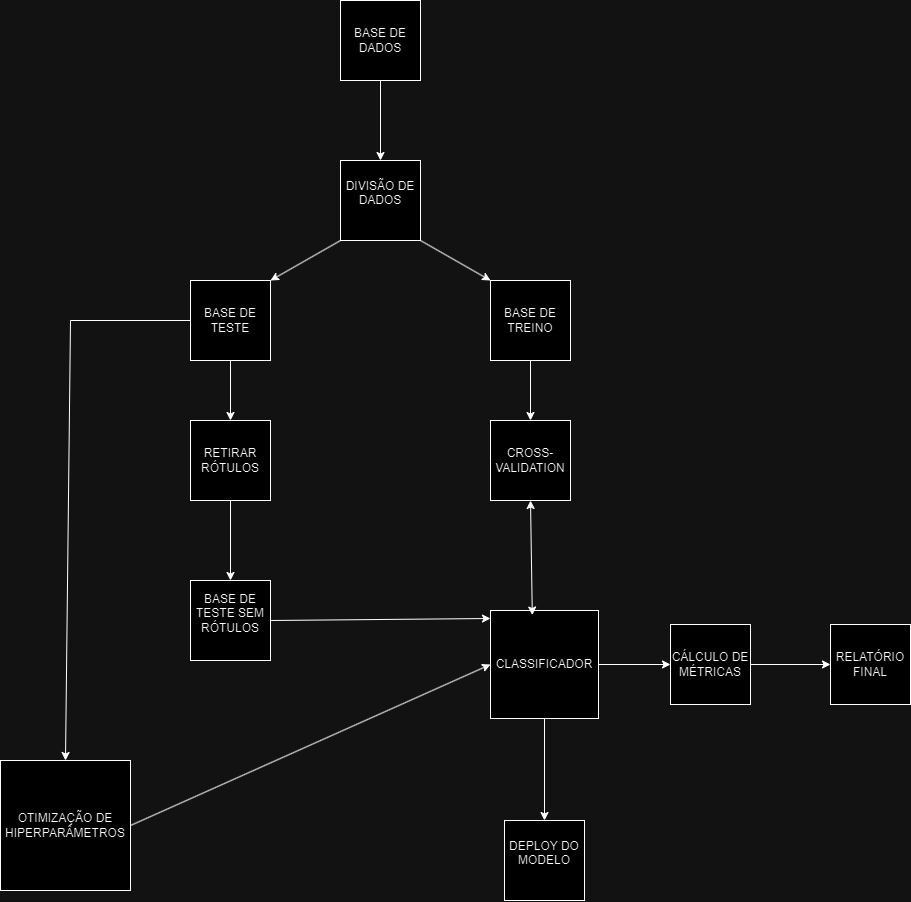 BASE DE
DADOS
DIVISÃO DE
DADOS
BASE DE
TESTE
BASE DE
TREINO
RETIRAR
RÓTULOS
CROSS-
VALIDATION
BASE DE
TESTE SEM
RÓTULOS
CLASSIFICADOR
CÁLCULO DE
MÉTRICAS
RELATÓRIO
FINAL
OTIMIZAÇÃO DE
HIPERPARÁMETROS
DEPLOY DO
MODELO